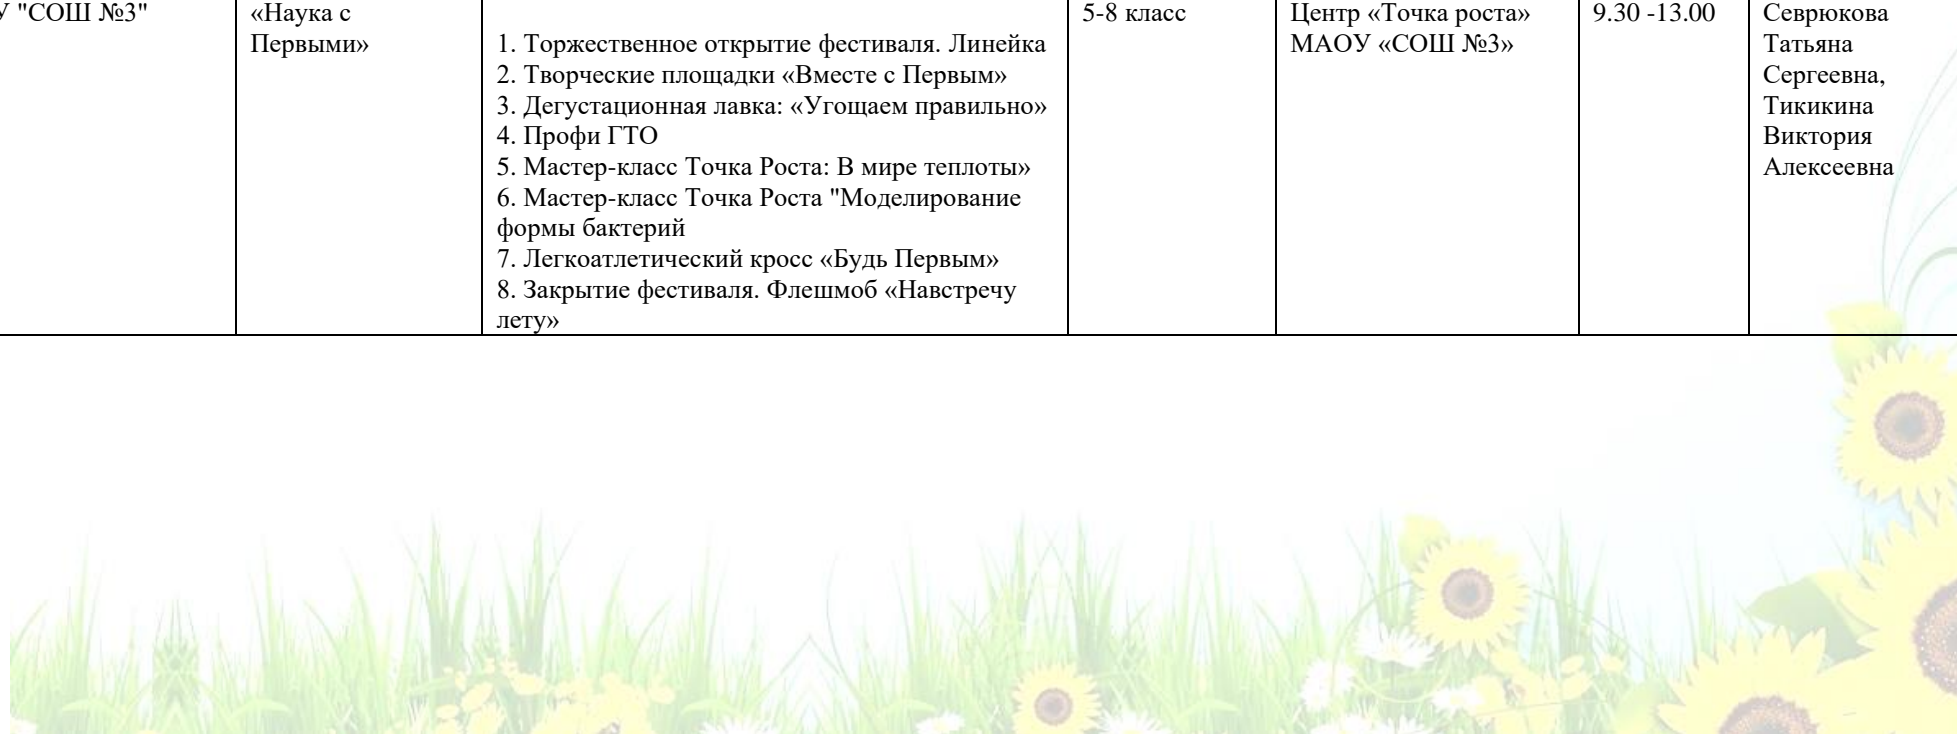 У "СОШ №3"
«Наука с
Первыми»
1. Торжественное открытие фестиваля. Линейка
2. Творческие площадки «Вместе с Первым»
3. Дегустационная лавка: «Угощаем правильно»
4. Профи ГТО
5. Мастер-класс Точка Роста: В мире теплоты»
6. Мастер-класс Точка Роста "Моделирование
формы бактерий
7. Легкоатлетический кросс «Будь Первым»
8. Закрытие фестиваля. Флешмоб «Навстречу
лету»
5-8 класс
Центр «Точка роста»
МАОУ «СОШ №3»
9.30 -13.00
Севрюкова
Татьяна
Сергеевна,
Тикикина
Виктория
Алексеевна